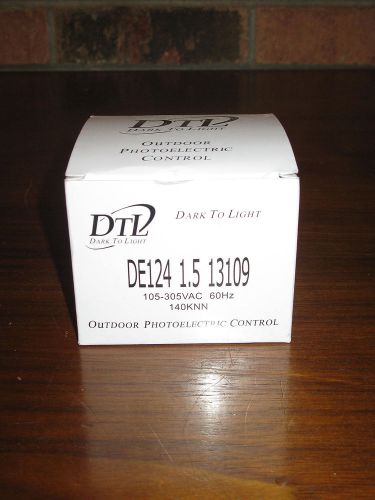 DTL
DARK TO LIGHT
OUTDOOR
PHOTOELECTRIC
CONTROL
DTL
DARK TO LIGHT
DARK TO LIGHT
DE124 1.5 13109
105-305VAC 60Hz
140KNN
OUTDOOR PHOTOELECTRIC CONTROL